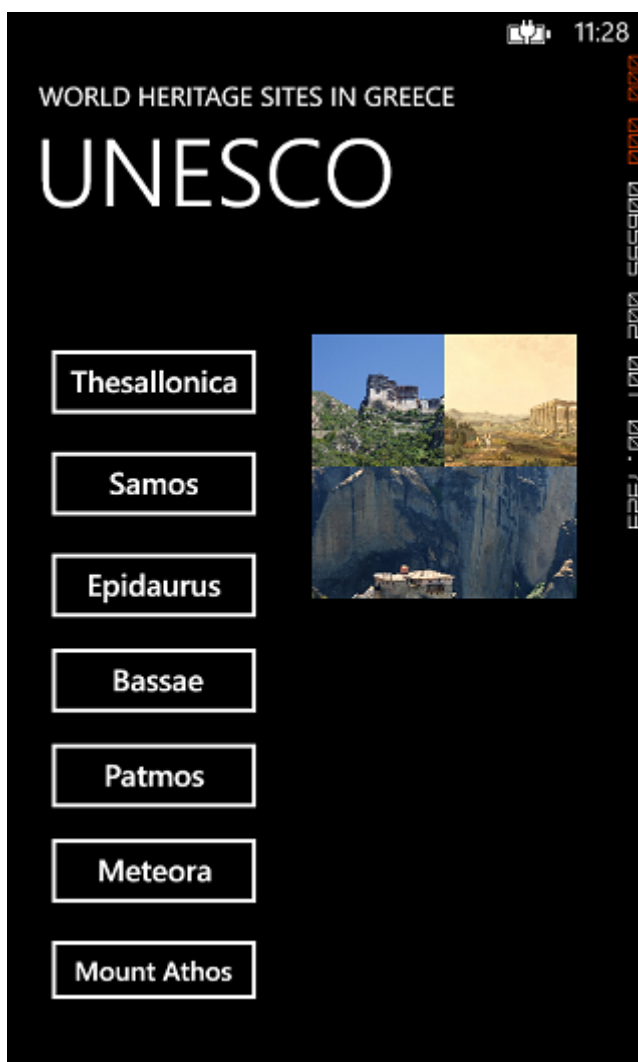 11:28
WORLD HERITAGE SITES IN GREECE
UNESCO
Thesallonica
Samos
Epidaurus
Bassae
Patmos
Meteora
Mount Athos